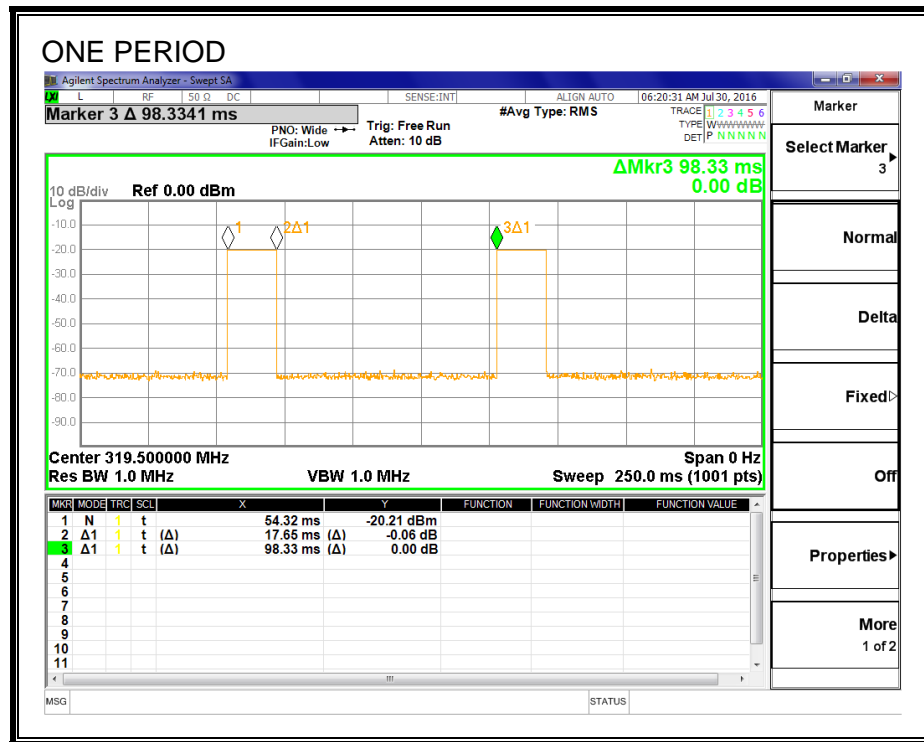 ONE PERIOD
Agilent Spectrum Analyzer - Swept SA
LXI L RF 50 Ω DC SENSE:INT ALIGN AUTO 06:20:31 AM Jul 30, 2016
Marker 3 Δ 98.3341 ms
PNO: Wide
IFGain:Low
Trig: Free Run
Atten: 10 dB
#Avg Type: RMS
TRACE 1 2 3 4 5 6
TYPE WWWWWW
DET P N N N N N
ΔMkr3 98.33 ms
0.00 dB
10 dB/div Ref 0.00 dBm
Log
-10.0
-20.0
-30.0
-40.0
-50.0
-60.0
-70.0
-80.0
-90.0
1 2Δ1 3Δ1
Center 319.500000 MHz Span 0 Hz
Res BW 1.0 MHz VBW 1.0 MHz Sweep 250.0 ms (1001 pts)
MKR MODE TRC SCL X Y FUNCTION FUNCTION WIDTH FUNCTION VALUE
1 N 1 t 54.32 ms -20.21 dBm
2 Δ1 1 t (Δ) 17.65 ms (Δ) -0.06 dB
3 Δ1 1 t (Δ) 98.33 ms (Δ) 0.00 dB
4
5
6
7
8
9
10
11
MSG STATUS
Marker
Select Marker
3
Normal
Delta
Fixed
Off
Properties
More
1 of 2